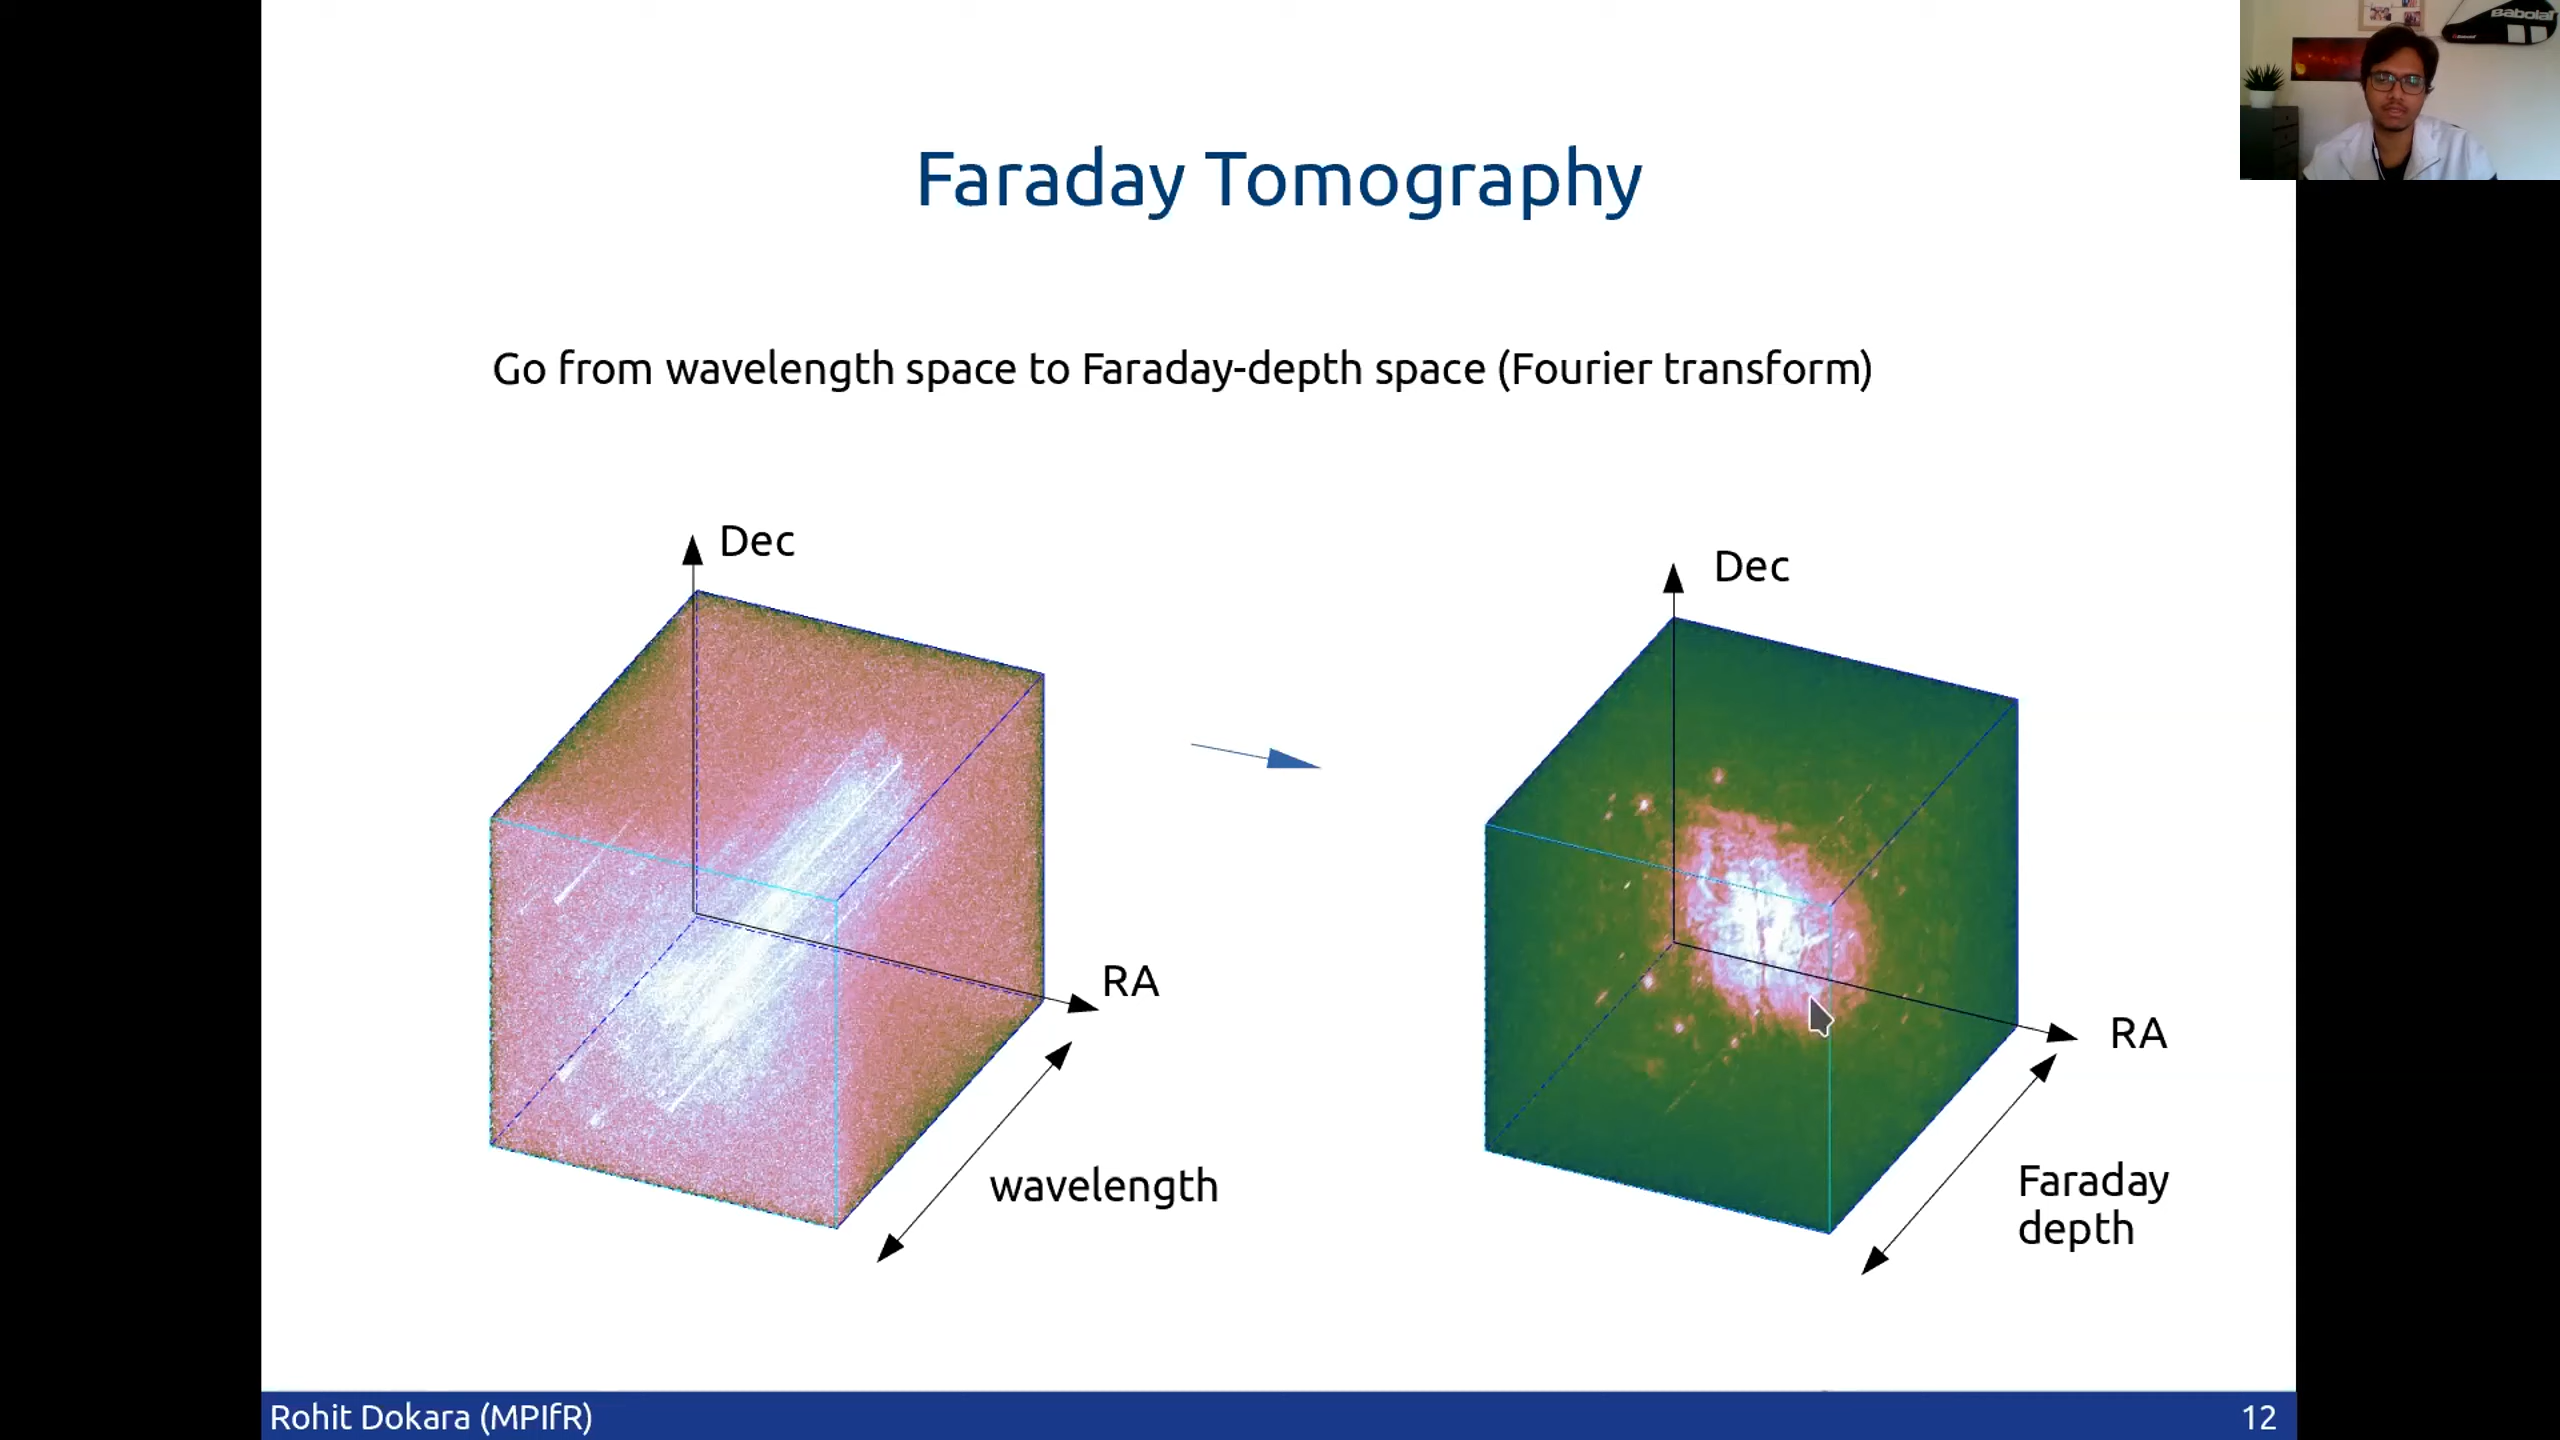 Babolat
Faraday Tomography
Go from wavelength space to Faraday-depth space (Fourier transform)
Dec
Dec
RA
RA
wavelength
Faraday
depth
Rohit Dokara (MPIfR)
12